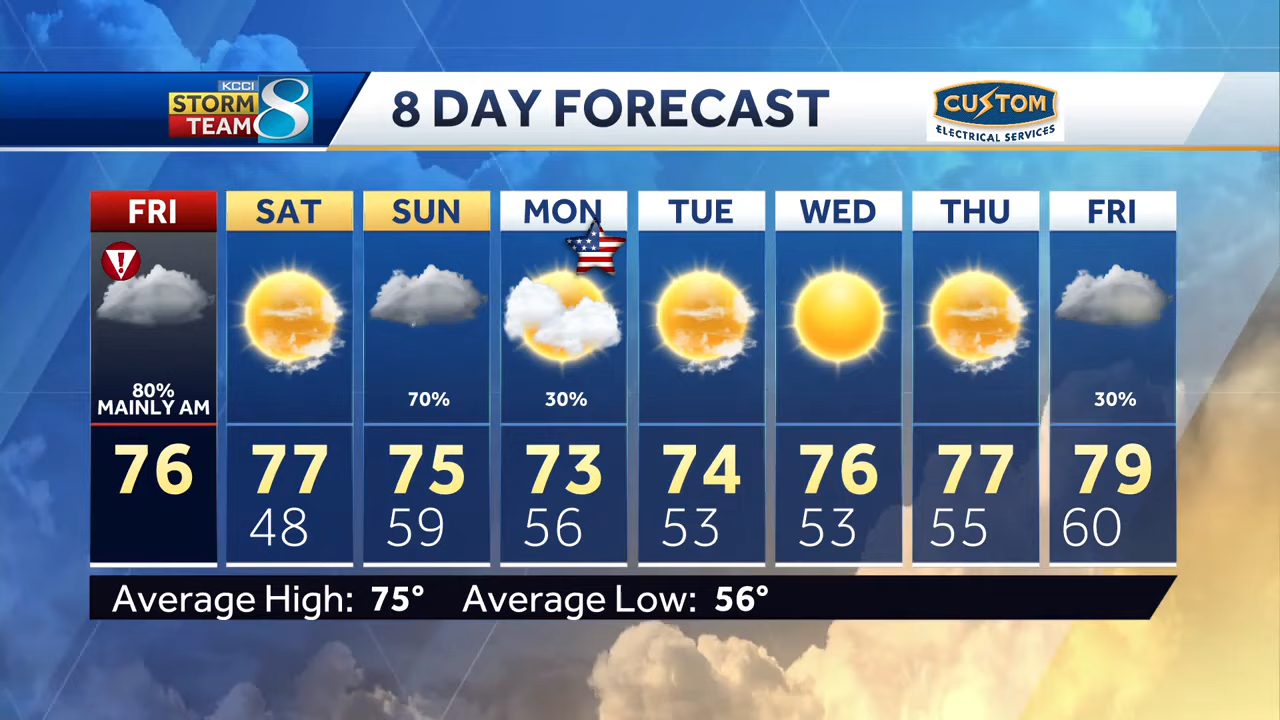 KCCI
STORM
TEAM 8
8 DAY FORECAST
CUSTOM
ELECTRICAL SERVICES
FRI SAT SUN MON TUE WED THU FRI
!
80% 70% 30% 30%
MAINLY AM
76 77 75 73 74 76 77 79
48 59 56 53 53 55 60
Average High: 75° Average Low: 56°